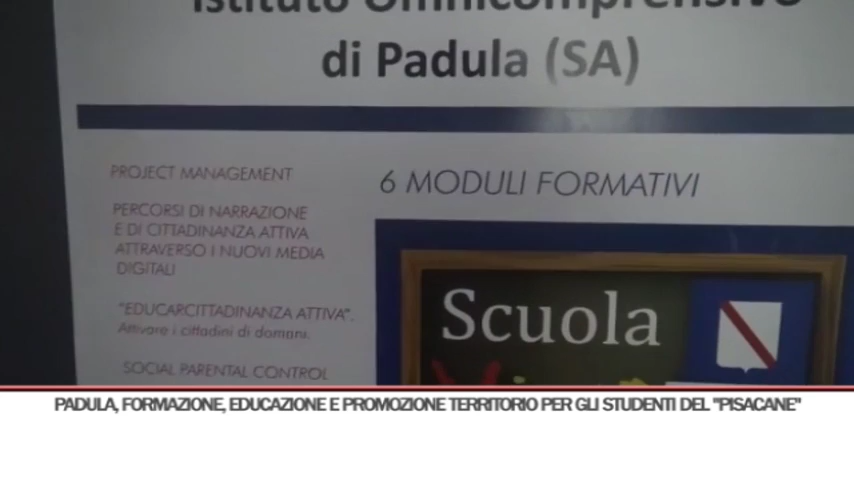 Istituto Omnicomprensivo
di Padula (SA)
PROJECT MANAGEMENT
PERCORSI DI NARRAZIONE
E DI CITTADINANZA ATTIVA
ATTRAVERSO I NUOVI MEDIA
DIGITALI
"EDUCARCITTADINANZA ATTIVA".
Attivare i cittadini di domani.
SOCIAL PARENTAL CONTROL
6 MODULI FORMATIVI
Scuola
PADULA, FORMAZIONE, EDUCAZIONE E PROMOZIONE TERRITORIO PER GLI STUDENTI DEL "PISACANE"